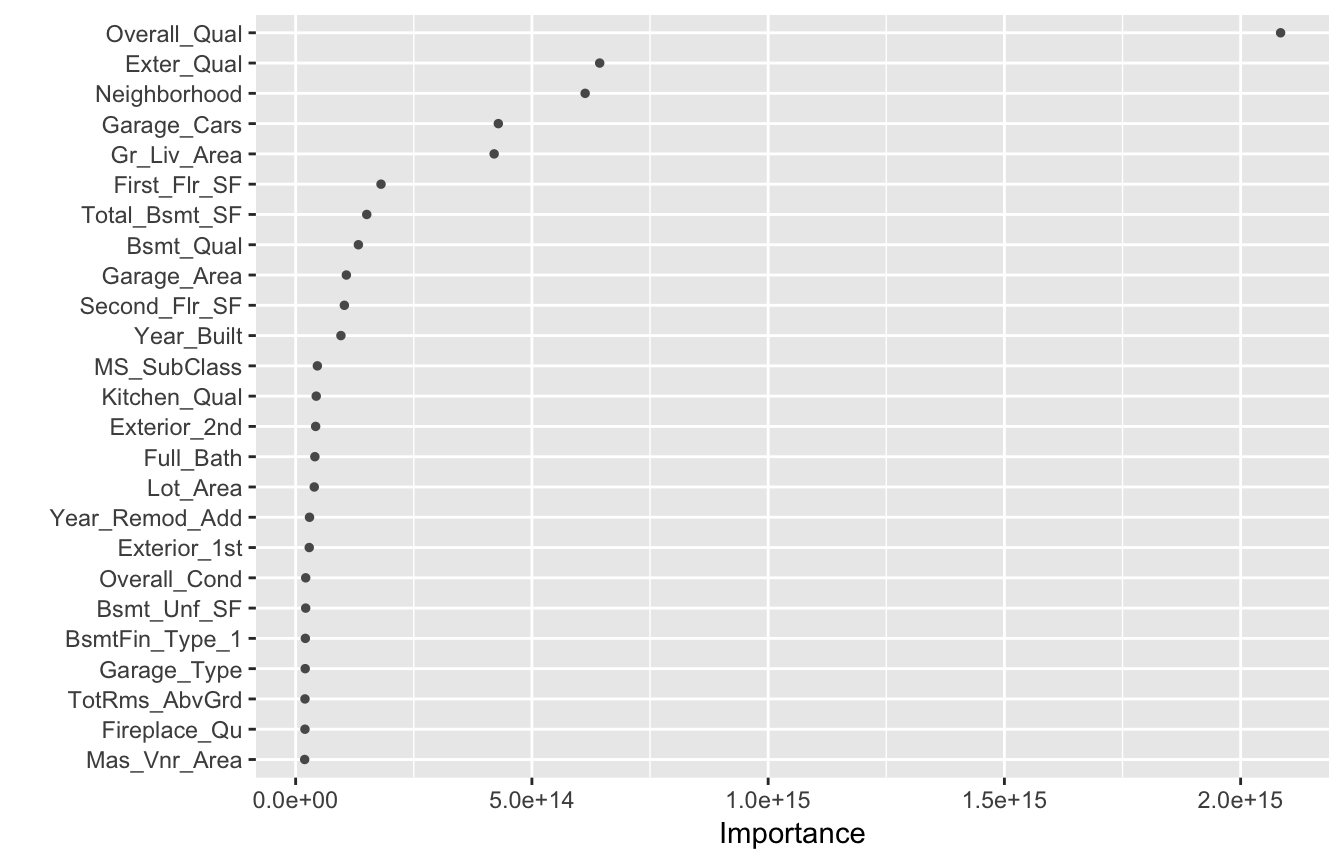 Overall_Qual
Exter_Qual
Neighborhood
Garage_Cars
Gr_Liv_Area
First_Flr_SF
Total_Bsmt_SF
Bsmt_Qual
Garage_Area
Second_Flr_SF
Year_Built
MS_SubClass
Kitchen_Qual
Exterior_2nd
Full_Bath
Lot_Area
Year_Remod_Add
Exterior_1st
Overall_Cond
Bsmt_Unf_SF
BsmtFin_Type_1
Garage_Type
TotRms_AbvGrd
Fireplace_Qu
Mas_Vnr_Area
0.0e+00 5.0e+14 1.0e+15 1.5e+15 2.0e+15
Importance